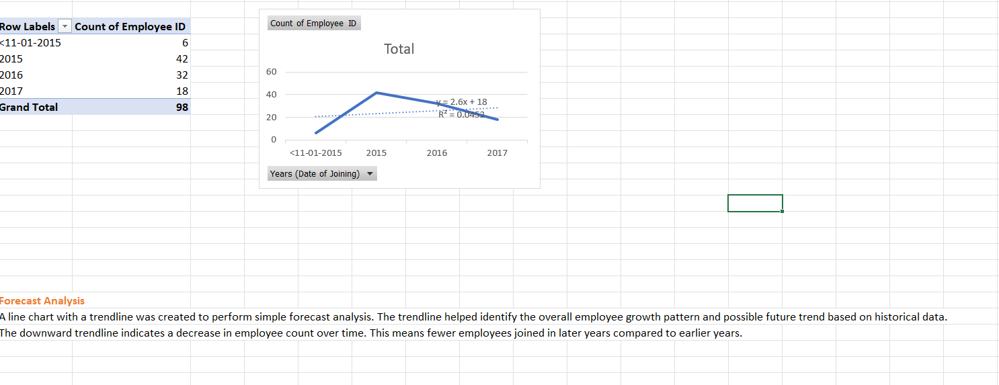 Row Labels Count of Employee ID
<11-01-2015 6
2015 42
2016 32
2017 18
Grand Total 98
Count of Employee ID
Total
60
40
20
0
y = 2.6x + 18
R² = 0.0452
<11-01-2015 2015 2016 2017
Years (Date of Joining)
Forecast Analysis
A line chart with a trendline was created to perform simple forecast analysis. The trendline helped identify the overall employee growth pattern and possible future trend based on historical data.
The downward trendline indicates a decrease in employee count over time. This means fewer employees joined in later years compared to earlier years.